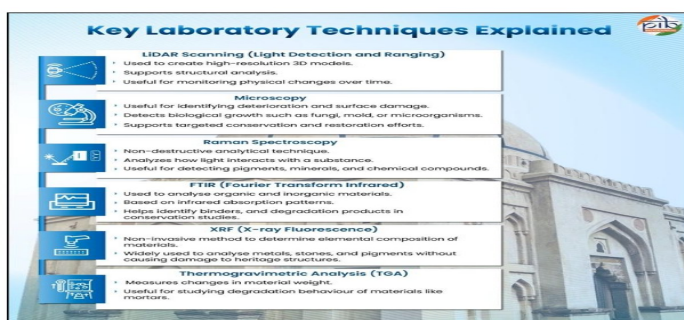 Key Laboratory Techniques Explained
pib
LiDAR Scanning (Light Detection and Ranging)
• Used to create high-resolution 3D models.
• Supports structural analysis.
• Useful for monitoring physical changes over time.
Microscopy
• Useful for identifying deterioration and surface damage.
• Detects biological growth such as fungi, mold, or microorganisms.
• Supports targeted conservation and restoration efforts.
Raman Spectroscopy
• Non-destructive analytical technique.
• Analyzes how light interacts with a substance.
• Useful for detecting pigments, minerals, and chemical compounds.
FTIR (Fourier Transform Infrared)
• Used to analyse organic and inorganic materials.
• Based on infrared absorption patterns.
• Helps identify binders, and degradation products in
conservation studies.
XRF (X-ray Fluorescence)
• Non-invasive method to determine elemental composition of
materials.
• Widely used to analyse metals, stones, and pigments without
causing damage to heritage structures.
Thermogravimetric Analysis (TGA)
• Measures changes in material weight.
• Useful for studying degradation behaviour of materials like
mortars.